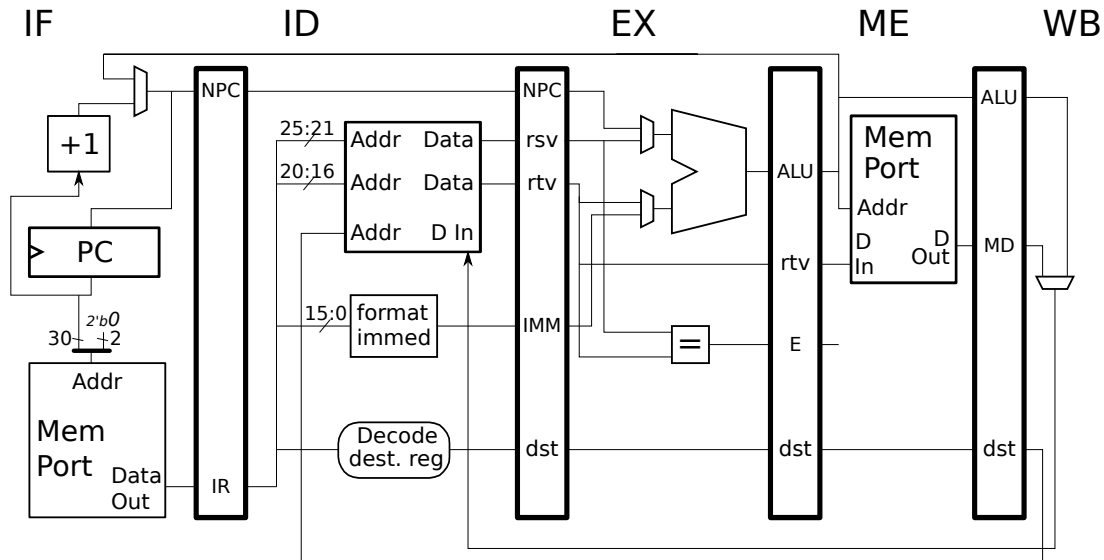 IF
ID
EX
ME
WB
NPC
NPC
ALU
+1
25:21
Addr
Data
rsv
20:16
Addr
Data
rtv
ALU
Mem
Port
Addr
Addr
D In
PC
D
In
D
Out
MD
rtv
15:0
format
immed
IMM
2'b0
30
2
=
E
Addr
Mem
Port
Data
Out
IR
Decode
dest. reg
dst
dst
dst